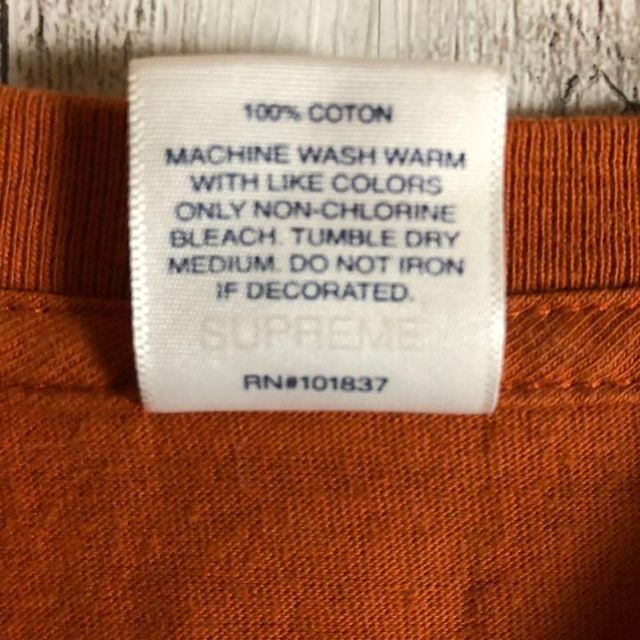 100% COTON
MACHINE WASH WARM
WITH LIKE COLORS
ONLY NON-CHLORINE
BLEACH. TUMBLE DRY
MEDIUM. DO NOT IRON
IF DECORATED.
SUPREME
RN#101837